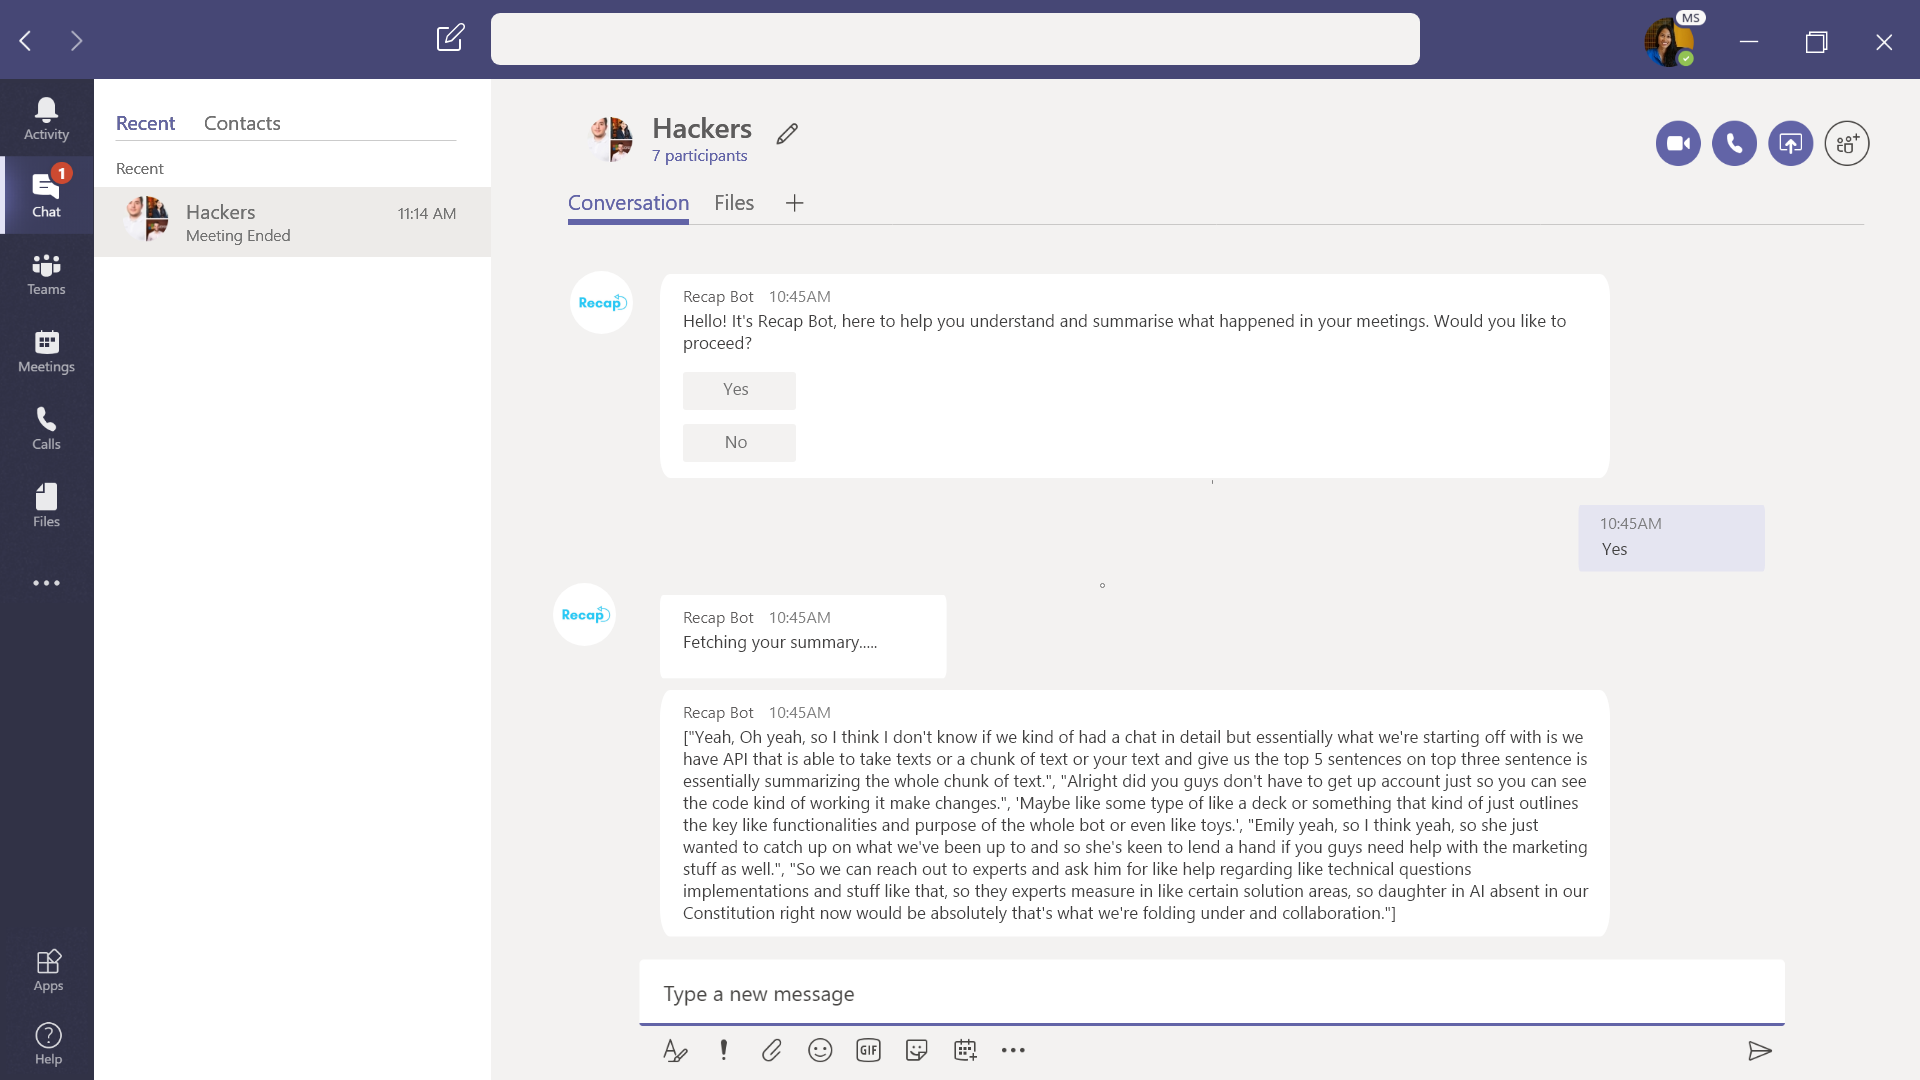 MS
Activity
1
Chat
Teams
Meetings
Calls
Files
Apps
Help
Recent
Contacts
Recent
Hackers
11:14 AM
Meeting Ended
Hackers
7 participants
Conversation
Files
Recap
Recap Bot 10:45AM
Hello! It's Recap Bot, here to help you understand and summarise what happened in your meetings. Would you like to
proceed?
Yes
No
10:45AM
Yes
Recap
Recap Bot 10:45AM
Fetching your summary.....
Recap Bot 10:45AM
["Yeah, Oh yeah, so I think I don't know if we kind of had a chat in detail but essentially what we're starting off with is we
have API that is able to take texts or a chunk of text or your text and give us the top 5 sentences on top three sentence is
essentially summarizing the whole chunk of text.", "Alright did you guys don't have to get up account just so you can see
the code kind of working it make changes.", 'Maybe like some type of like a deck or something that kind of just outlines
the key like functionalities and purpose of the whole bot or even like toys.', "Emily yeah, so I think yeah, so she just
wanted to catch up on what we've been up to and so she's keen to lend a hand if you guys need help with the marketing
stuff as well.", "So we can reach out to experts and ask him for like help regarding like technical questions
implementations and stuff like that, so they experts measure in like certain solution areas, so daughter in AI absent in our
Constitution right now would be absolutely that's what we're folding under and collaboration."]
Type a new message
GIF